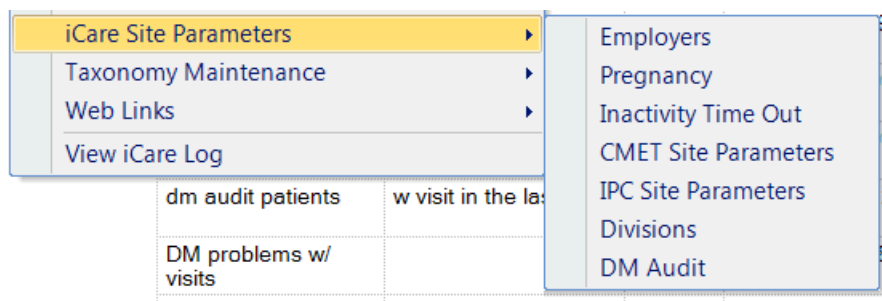 iCare Site Parameters
Taxonomy Maintenance
Web Links
View iCare Log
Employers
Pregnancy
Inactivity Time Out
CMET Site Parameters
IPC Site Parameters
Divisions
DM Audit
dm audit patients
w visit in the
DM problems w/
visits